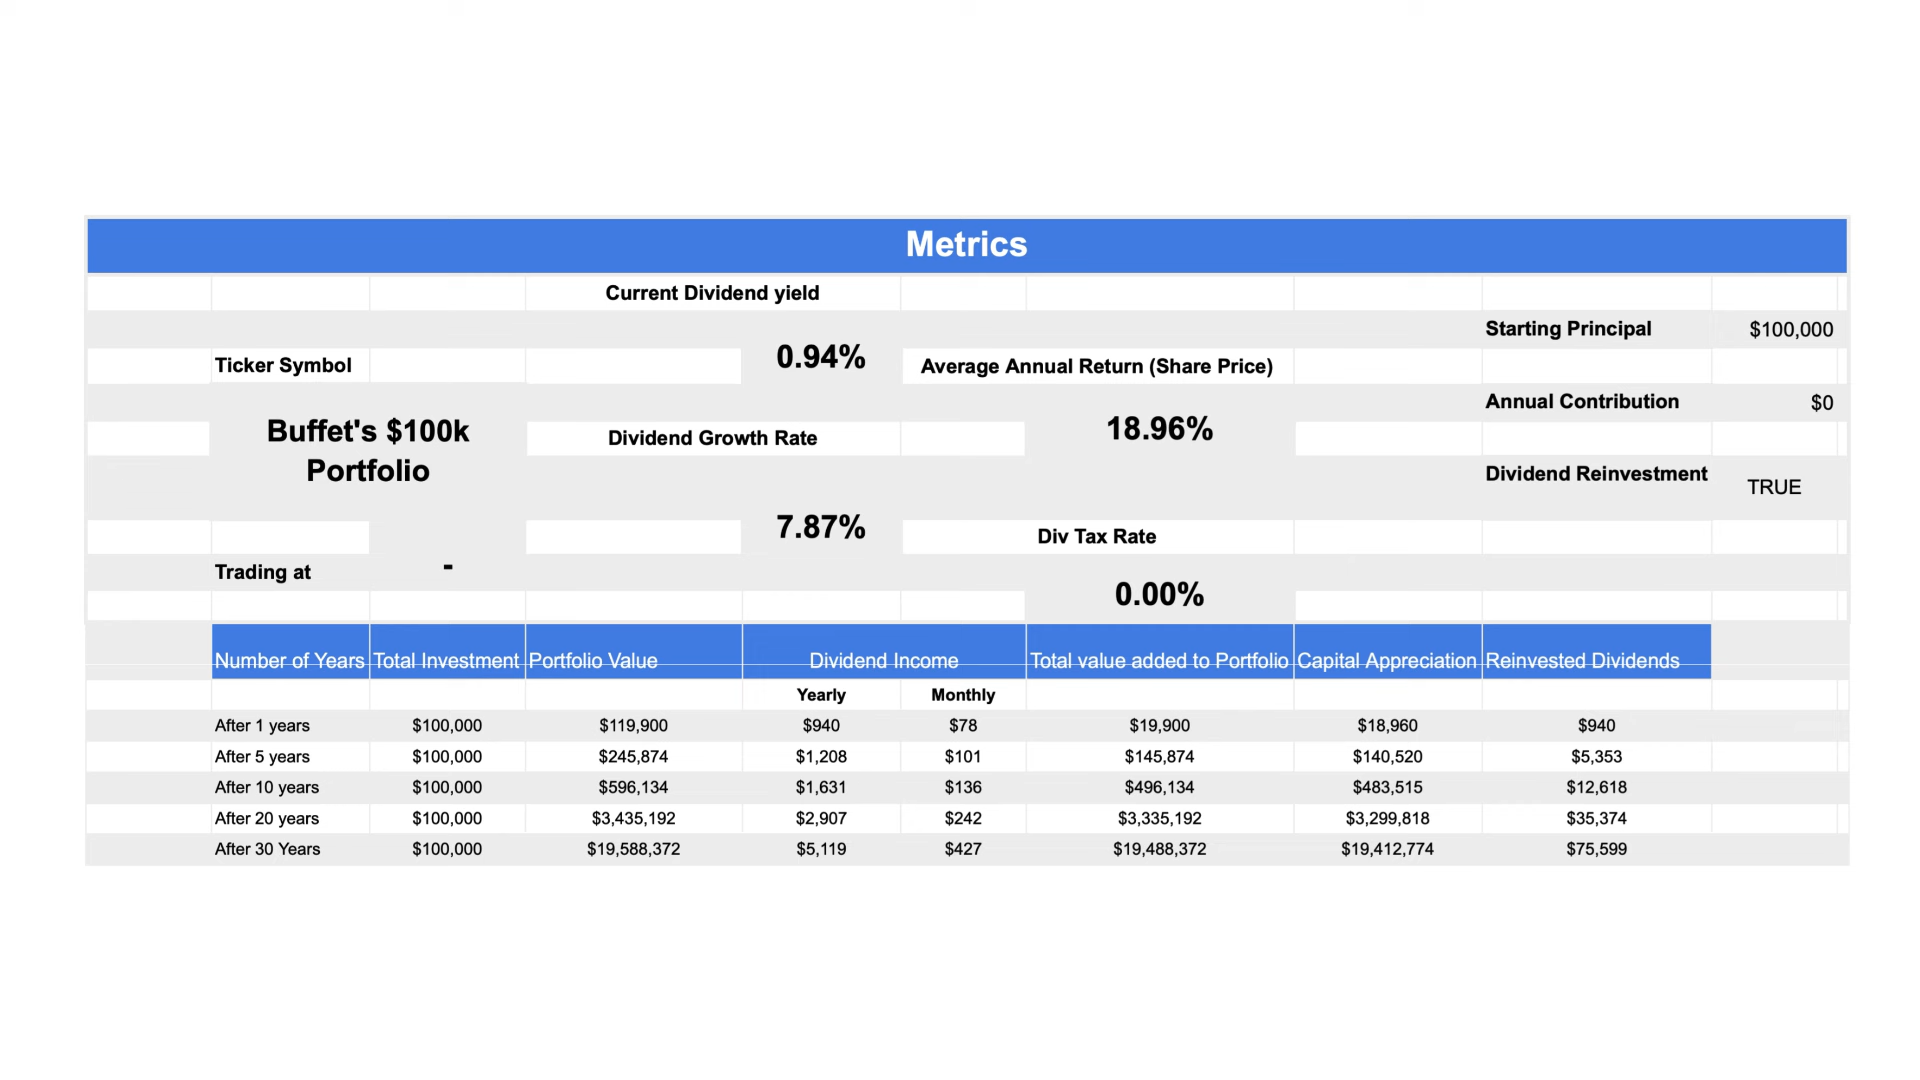 Metrics
Current Dividend yield
Starting Principal $100,000
0.94%
Ticker Symbol
Average Annual Return (Share Price)
Annual Contribution $0
Buffet's $100k
Portfolio
18.96%
Dividend Growth Rate
Dividend Reinvestment TRUE
7.87%
Div Tax Rate
Trading at -
0.00%
Number of Years Total Investment Portfolio Value Dividend Income Total value added to Portfolio Capital Appreciation Reinvested Dividends
Yearly Monthly
After 1 years $100,000 $119,900 $940 $78 $19,900 $18,960 $940
After 5 years $100,000 $245,874 $1,208 $101 $145,874 $140,520 $5,353
After 10 years $100,000 $596,134 $1,631 $136 $496,134 $483,515 $12,618
After 20 years $100,000 $3,435,192 $2,907 $242 $3,335,192 $3,299,818 $35,374
After 30 Years $100,000 $19,588,372 $5,119 $427 $19,488,372 $19,412,774 $75,599